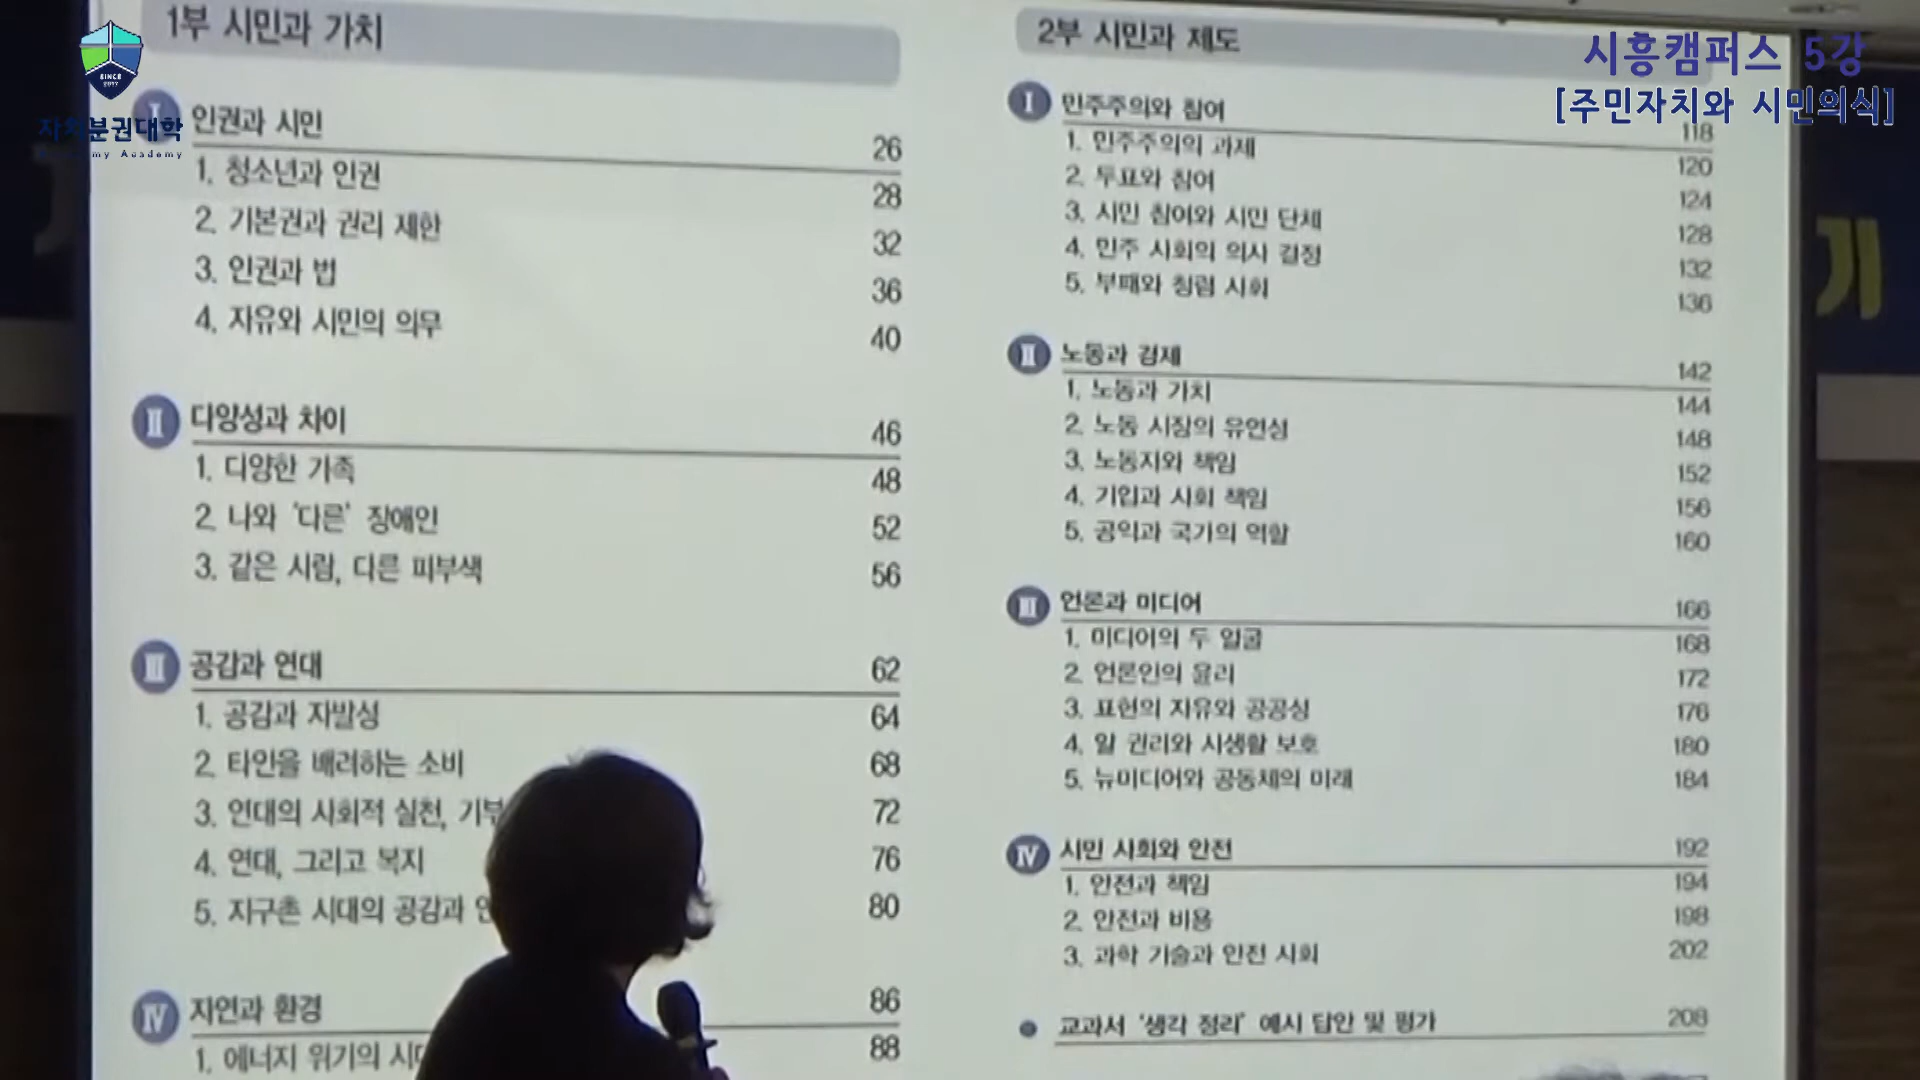 시흥캠퍼스 5강
[주민자치와 시민의식]
SINCE 2017
자치분권대학
Academy
1부 시민과 가치
I 인권과 시민 26
1. 청소년과 인권 28
2. 기본권과 권리 제한 32
3. 인권과 법 36
4. 자유와 시민의 의무 40
II 다양성과 차이 46
1. 다양한 가족 48
2. 나와 '다른' 장애인 52
3. 같은 사람, 다른 피부색 56
III 공감과 연대 62
1. 공감과 자발성 64
2. 타인을 배려하는 소비 68
3. 연대의 사회적 실천, 기부 72
4. 연대, 그리고 복지 76
5. 지구촌 시대의 공감과 80
IV 자연과 환경 86
1. 에너지 위기의 시대 88
2부 시민과 제도
I 민주주의와 참여 118
1. 민주주의의 과제 120
2. 투표와 참여 124
3. 시민 참여와 시민 단체 128
4. 민주 사회의 의사 결정 132
5. 부패와 청렴 사회 136
II 노동과 경제 142
1. 노동과 가치 144
2. 노동 시장의 유연성 148
3. 노동자와 책임 152
4. 기업과 사회 책임 156
5. 공익과 국가의 역할 160
III 언론과 미디어 166
1. 미디어의 두 얼굴 168
2. 언론인의 윤리 172
3. 표현의 자유와 공공성 176
4. 알 권리와 사생활 보호 180
5. 뉴미디어와 공동체의 미래 184
IV 시민 사회와 안전 192
1. 안전과 책임 194
2. 안전과 비용 198
3. 과학 기술과 안전 사회 202
교과서 '생각 정리' 예시 답안 및 평가 208
기